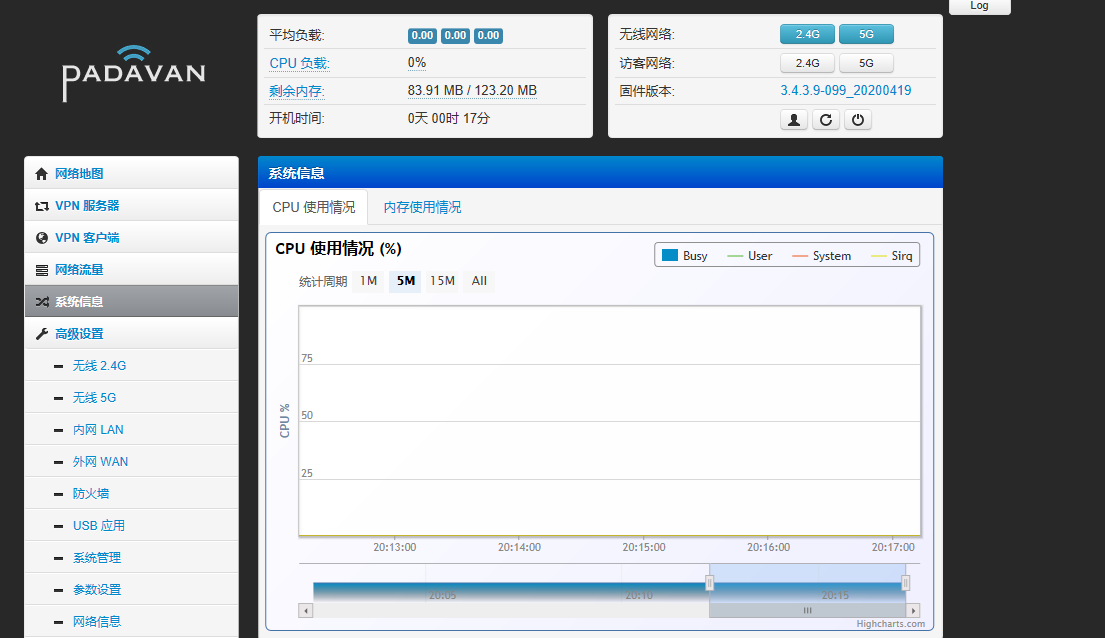 Log
PADAVAN
平均负载: 0.00 0.00 0.00
CPU 负载: 0%
剩余内存: 83.91 MB / 123.20 MB
开机时间: 0天 00时 17分
无线网络: 2.4G 5G
访客网络: 2.4G 5G
固件版本: 3.4.3.9-099_20200419
网络地图
VPN 服务器
VPN 客户端
网络流量
系统信息
高级设置
无线 2.4G
无线 5G
内网 LAN
外网 WAN
防火墙
USB 应用
系统管理
参数设置
网络信息
系统信息
CPU 使用情况 内存使用情况
CPU 使用情况 (%)
Busy User System Sirq
统计周期 1M 5M 15M All
75
50
25
CPU %
20:13:00 20:14:00 20:15:00 20:16:00 20:17:00
20:05 20:10 20:15
Highcharts.com